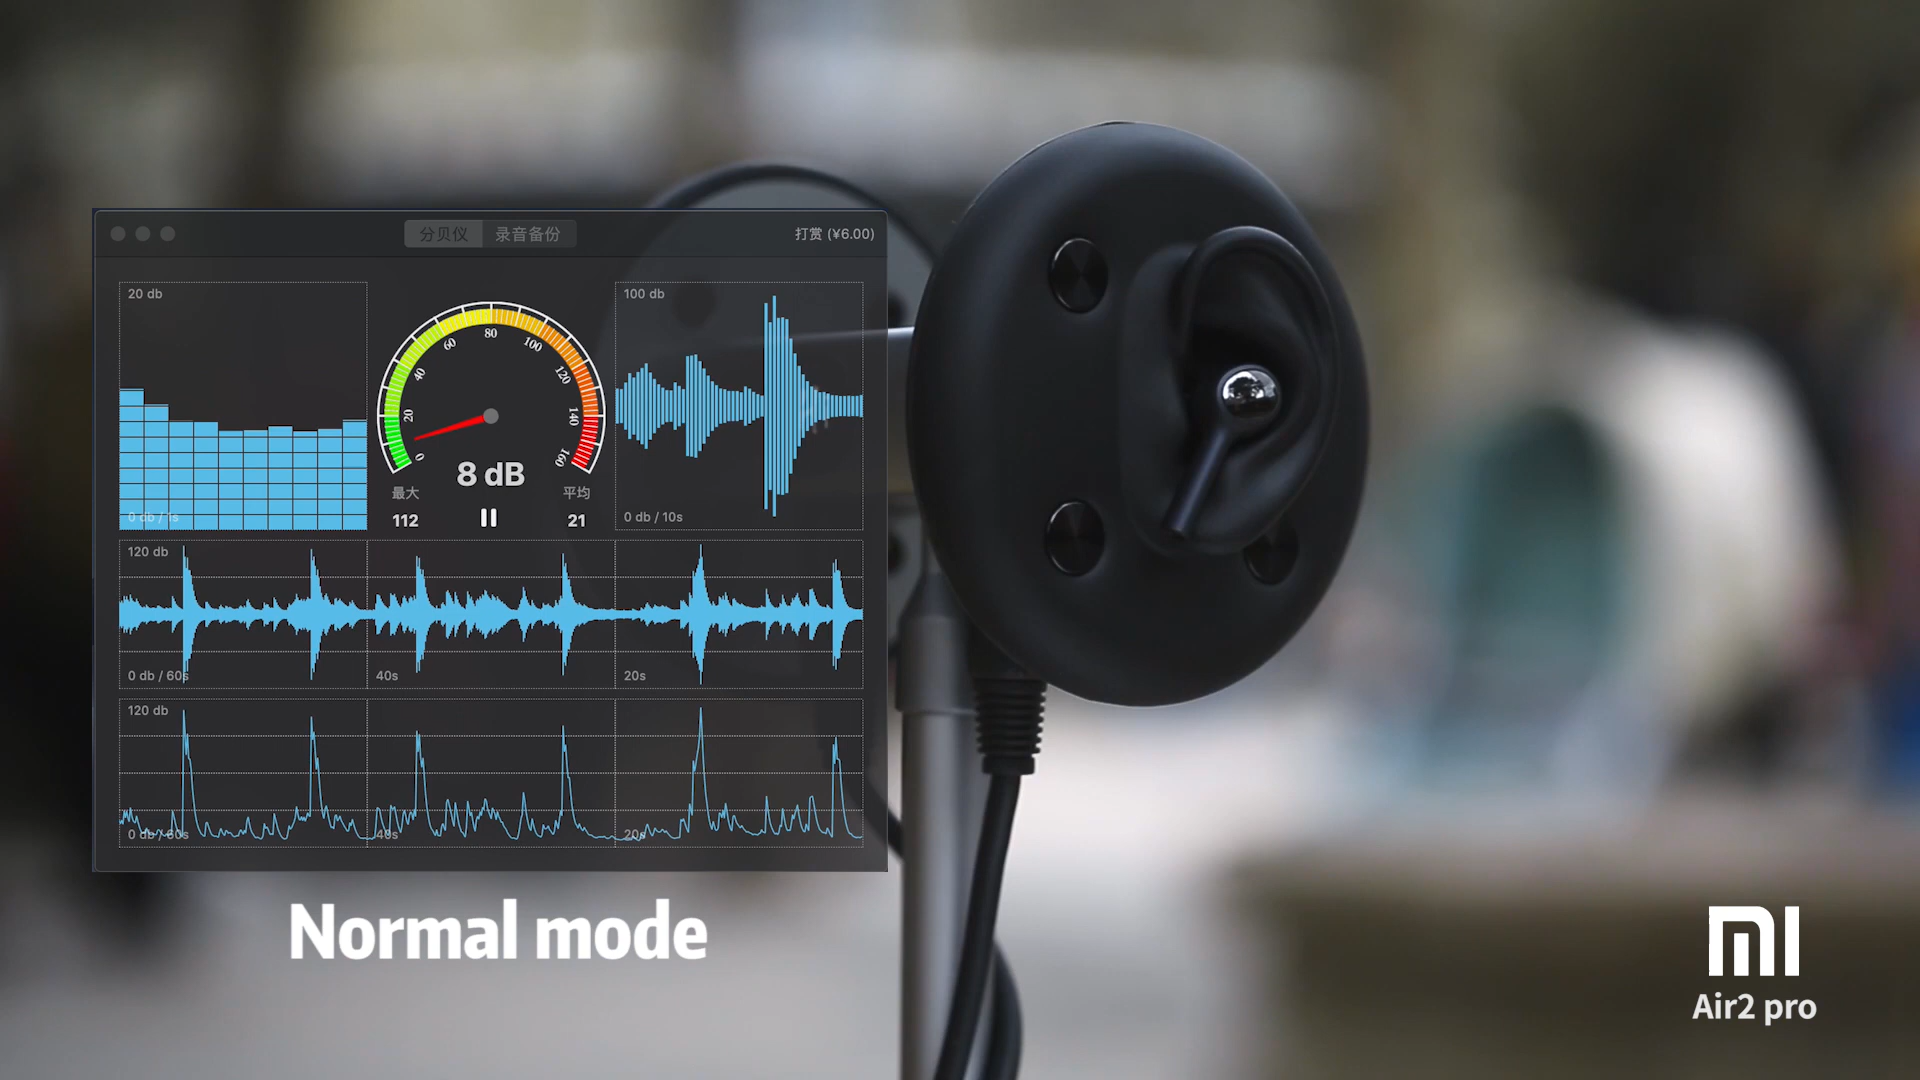 分贝仪 录音备份 打赏 (¥6.00)
20 db
0 db / 1s
0 20 40 60 80 100 120 140 160
8 dB
最大 平均
112 21
100 db
0 db / 10s
120 db
0 db / 60s 40s 20s
120 db
0 db / 60s 40s 20s
Normal mode
MI
Air2 pro